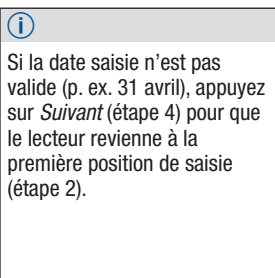 i
Si la date saisie n’est pas
valide (p. ex. 31 avril), appuyez
sur Suivant (étape 4) pour que
le lecteur revienne à la
première position de saisie
(étape 2).